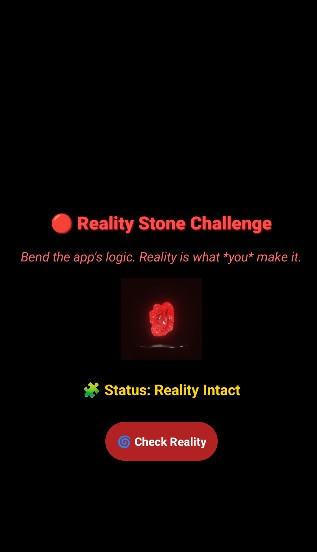 🔴 Reality Stone Challenge
Bend the app's logic. Reality is what *you* make it.
🧩 Status: Reality Intact
🌀 Check Reality